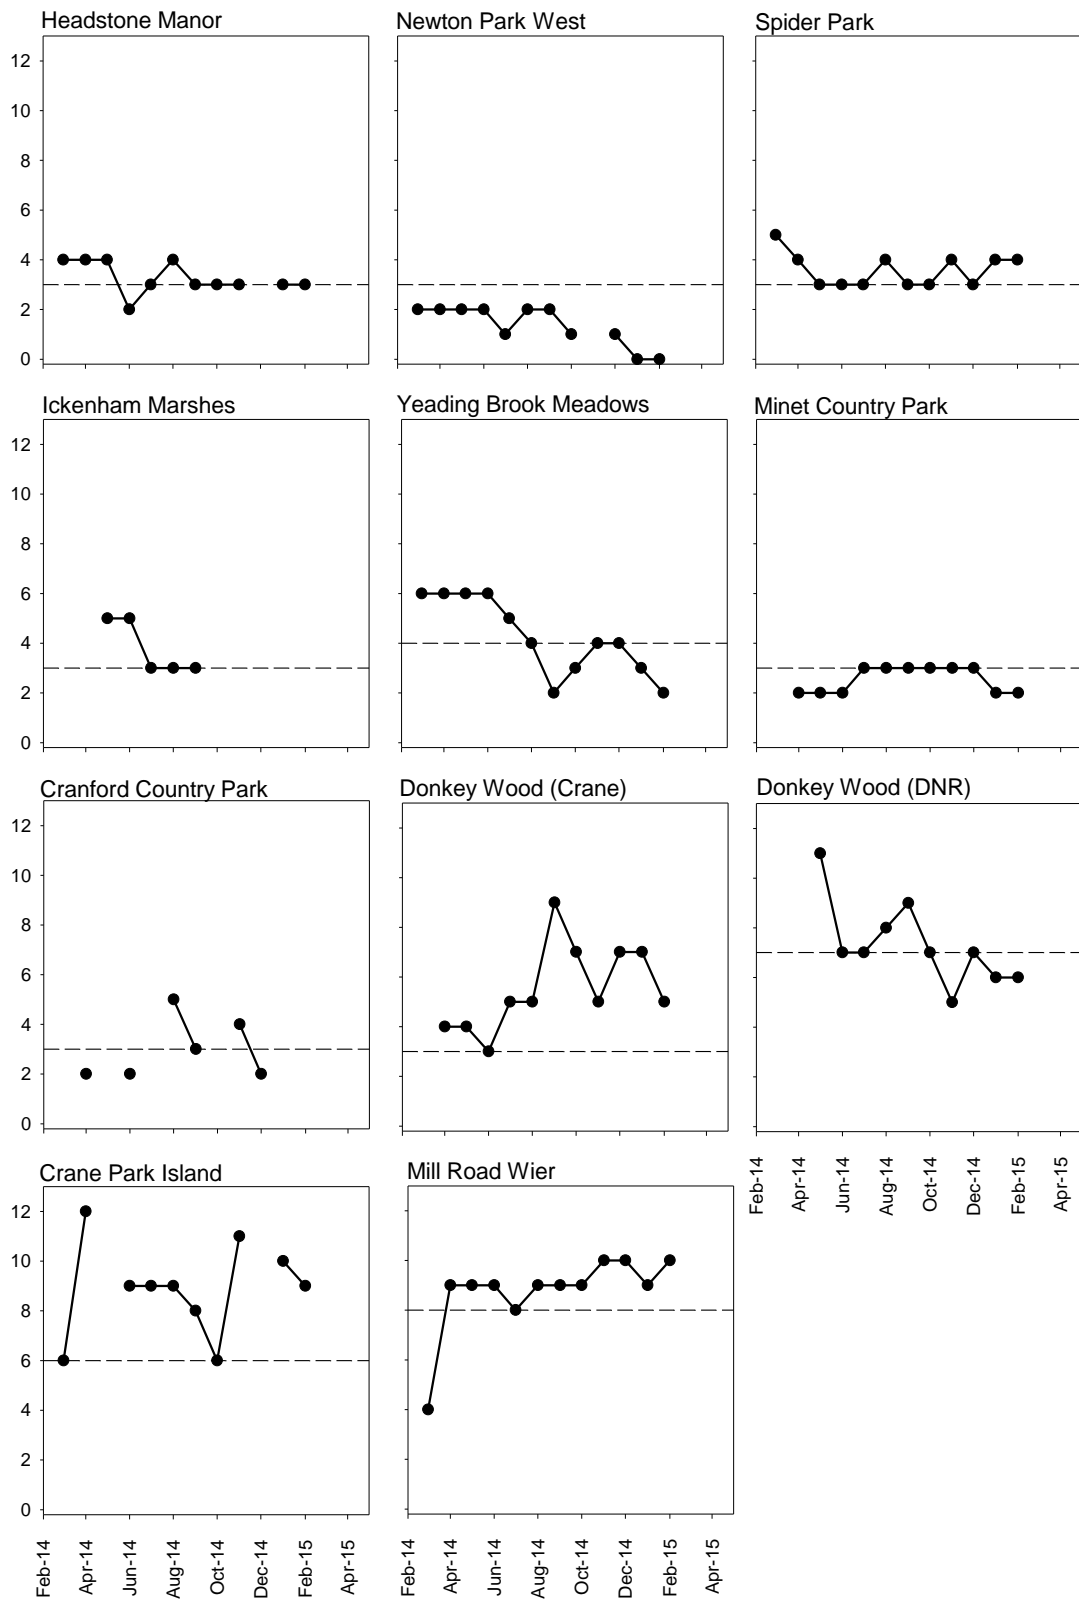 Headstone Manor
Newton Park West
Spider Park
12
10
8
6
4
2
0
Ickenham Marshes
Yeading Brook Meadows
Minet Country Park
12
10
8
6
4
2
0
Cranford Country Park
Donkey Wood (Crane)
Donkey Wood (DNR)
12
10
8
6
4
2
0
Feb-14
Apr-14
Jun-14
Aug-14
Oct-14
Dec-14
Feb-15
Apr-15
Crane Park Island
Mill Road Wier
12
10
8
6
4
2
0
Feb-14
Apr-14
Jun-14
Aug-14
Oct-14
Dec-14
Feb-15
Apr-15
Feb-14
Apr-14
Jun-14
Aug-14
Oct-14
Dec-14
Feb-15
Apr-15